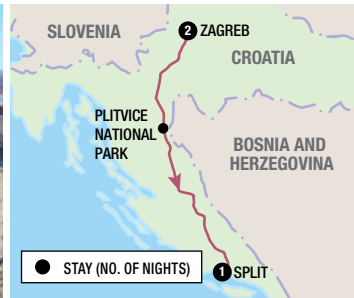 SLOVENIA
2 ZAGREB
CROATIA
PLITVICE
NATIONAL
PARK
BOSNIA AND
HERZEGOVINA
1 SPLIT
STAY (NO. OF NIGHTS)